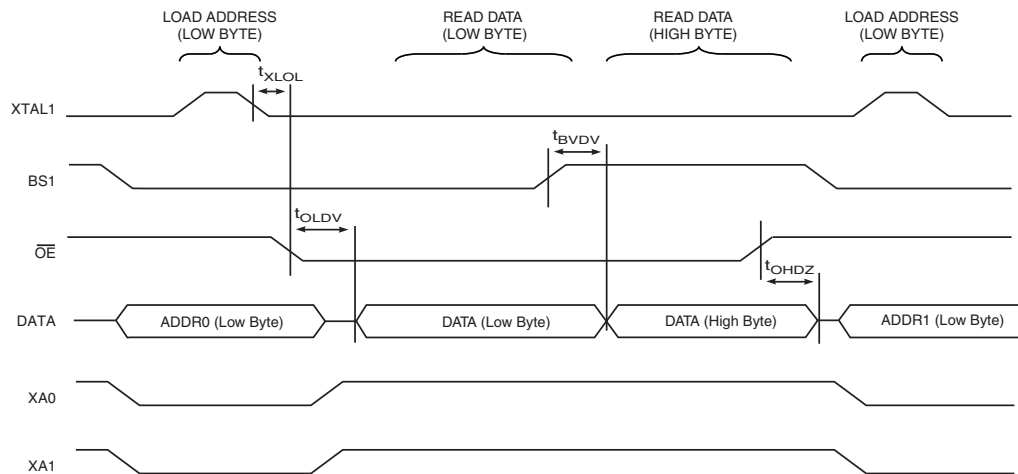 LOAD ADDRESS
(LOW BYTE)
READ DATA
(LOW BYTE)
READ DATA
(HIGH BYTE)
LOAD ADDRESS
(LOW BYTE)
tXLOL
XTAL1
tBVDV
BS1
tOLDV
OE
tOHDZ
DATA
ADDR0 (Low Byte)
DATA (Low Byte)
DATA (High Byte)
ADDR1 (Low Byte)
XA0
XA1